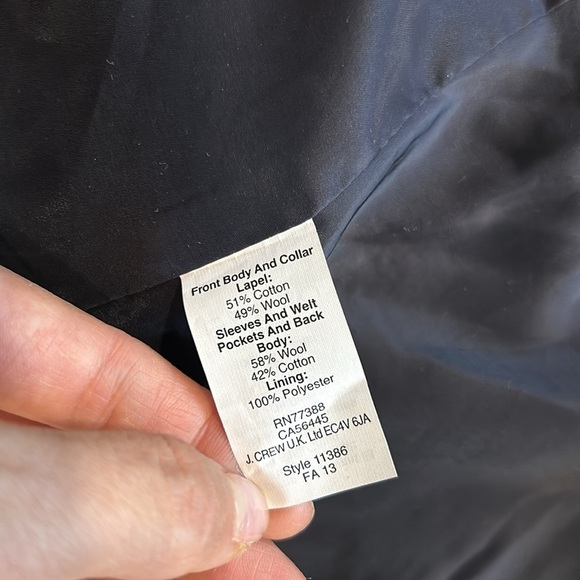 Front Body And Collar
Lapel:
51% Cotton
49% Wool
Sleeves And Welt
Pockets And Back
Body:
58% Wool
42% Cotton
Lining:
100% Polyester
RN77388
CA56445
J.CREW U.K. Ltd EC4V 6JA
Style 11386
FA 13